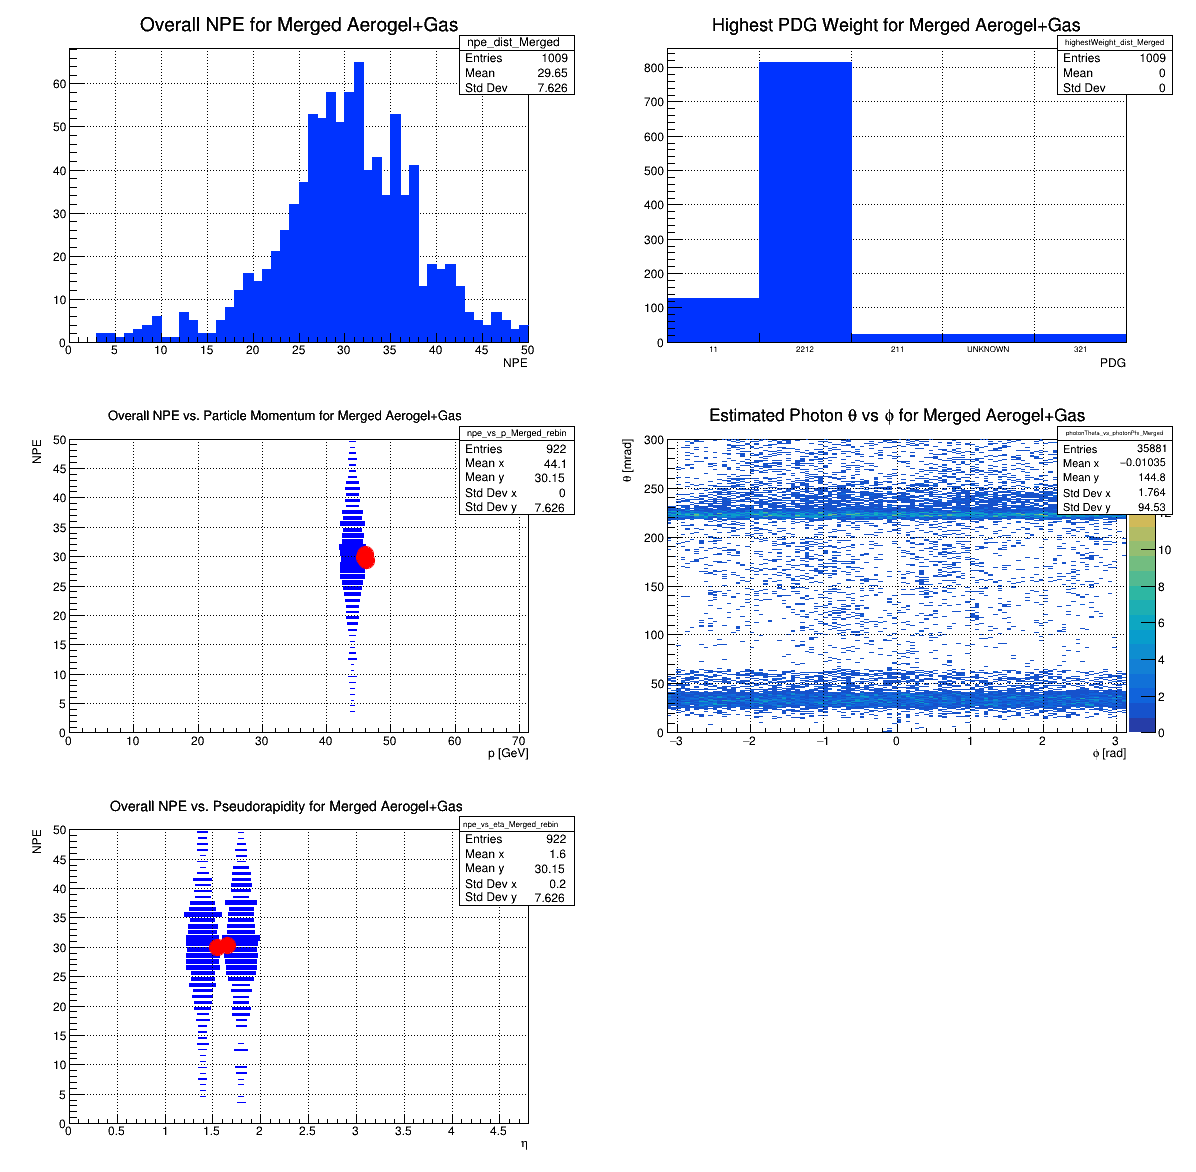 Overall NPE for Merged Aerogel+Gas
npe_dist_Merged
Entries 1009
Mean 29.65
Std Dev 7.626
60
50
40
30
20
10
0
0 5 10 15 20 25 30 35 40 45 50
NPE
Highest PDG Weight for Merged Aerogel+Gas
highestWeight_dist_Merged
Entries 1009
Mean 0
Std Dev 0
800
700
600
500
400
300
200
100
0
11 2212 211 UNKNOWN 321
PDG
Overall NPE vs. Particle Momentum for Merged Aerogel+Gas
npe_vs_p_Merged_rebin
Entries 922
Mean x 44.1
Mean y 30.15
Std Dev x 0
Std Dev y 7.626
NPE
50
45
40
35
30
25
20
15
10
5
0
0 10 20 30 40 50 60 70
p [GeV]
Estimated Photon θ vs ϕ for Merged Aerogel+Gas
photonTheta_vs_photonPhi_Merged
Entries 35881
Mean x −0.01035
Mean y 144.8
Std Dev x 1.764
Std Dev y 94.53
θ [mrad]
300
250
200
150
100
50
0
−3 −2 −1 0 1 2 3
ϕ [rad]
12
10
8
6
4
2
0
Overall NPE vs. Pseudorapidity for Merged Aerogel+Gas
npe_vs_eta_Merged_rebin
Entries 922
Mean x 1.6
Mean y 30.15
Std Dev x 0.2
Std Dev y 7.626
NPE
50
45
40
35
30
25
20
15
10
5
0
0 0.5 1 1.5 2 2.5 3 3.5 4 4.5
η